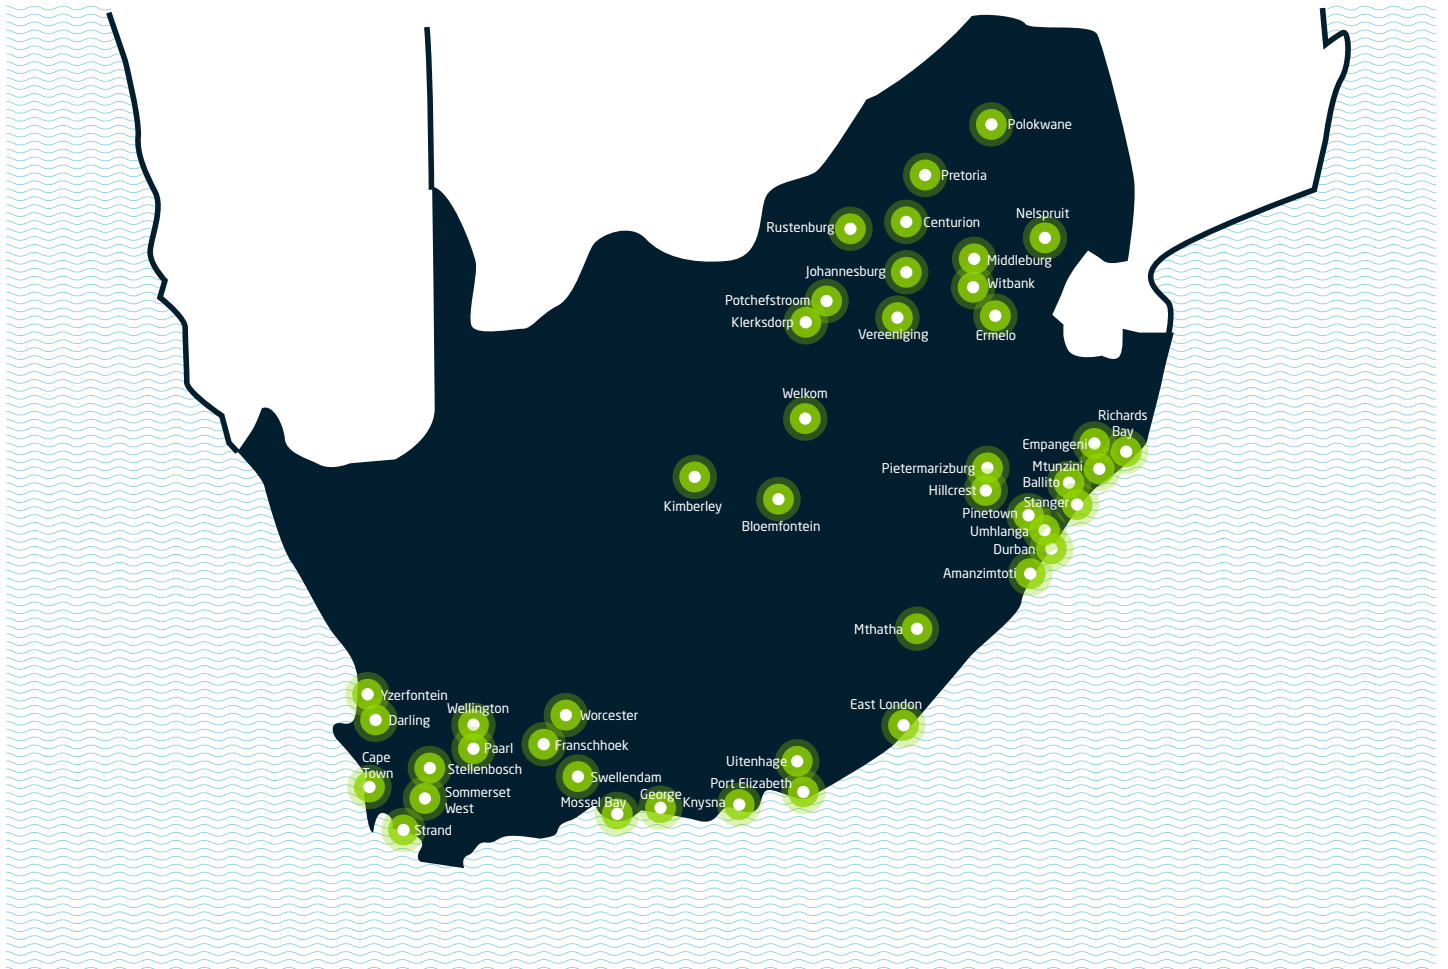 Polokwane
Pretoria
Nelspruit
Centurion
Rustenburg
Middleburg
Johannesburg
Witbank
Potchefstroom
Klerksdorp
Vereeniging
Ermelo
Welkom
Richards
Bay
Empangeni
Mtunzini
Pietermarizburg
Ballito
Hillcrest
Stanger
Pinetown
Umhlanga
Durban
Amanzimtoti
Kimberley
Bloemfontein
Mthatha
East London
Yzerfontein
Wellington
Darling
Worcester
Franschhoek
Paarl
Cape
Town
Stellenbosch
Swellendam
Uitenhage
Port Elizabeth
Sommerset
West
Mossel Bay
George
Knysna
Strand